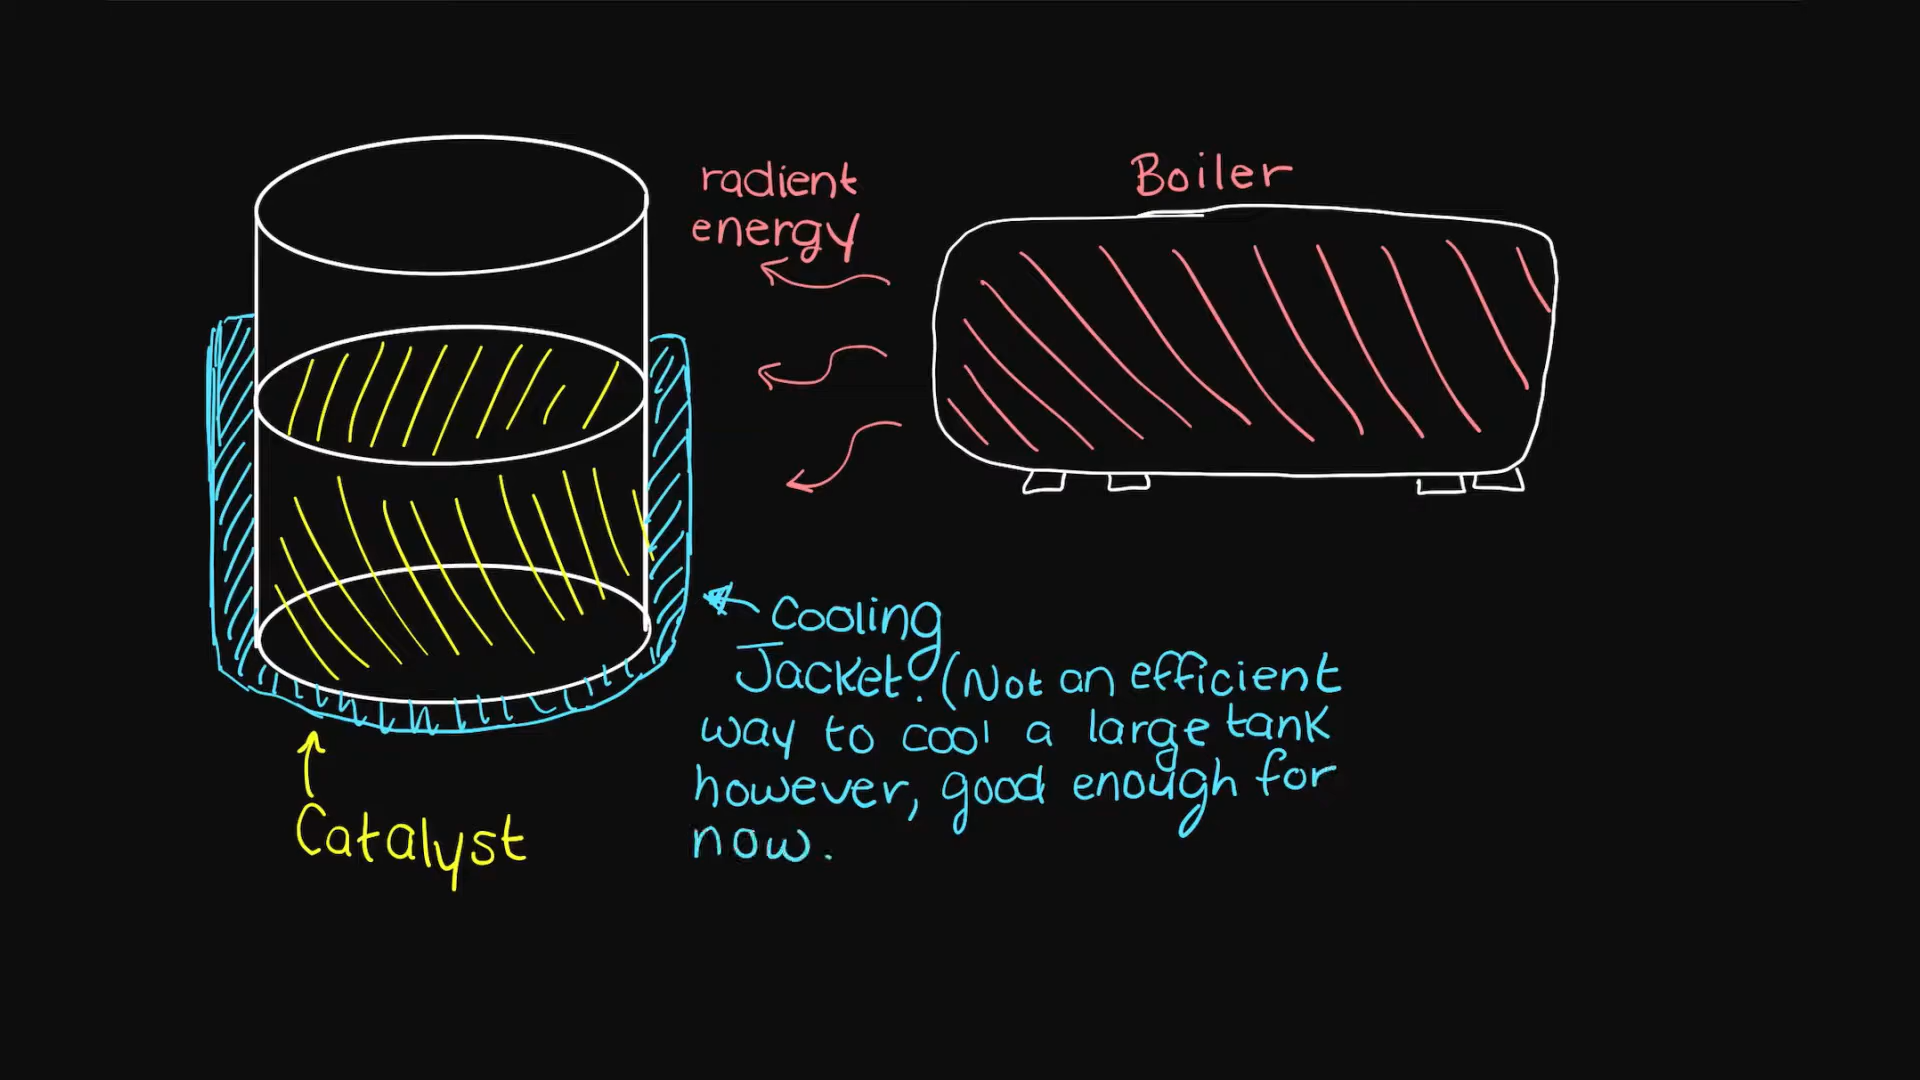 radient
energy
Boiler
Cooling
Jacket. (Not an efficient
way to cool a large tank
however, good enough for
now.
Catalyst